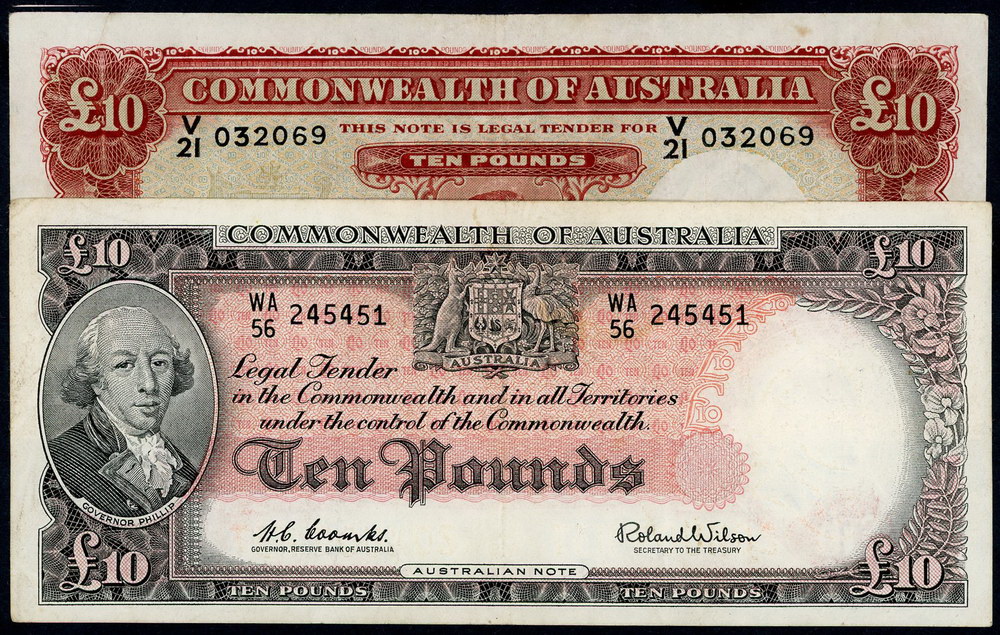 £10 COMMONWEALTH OF AUSTRALIA £10
V/21 032069 THIS NOTE IS LEGAL TENDER FOR V/21 032069
TEN POUNDS
£10 COMMONWEALTH OF AUSTRALIA £10
WA
56 245451
WA
56 245451
AUSTRALIA
Legal Tender
in the Commonwealth and in all Territories
under the control of the Commonwealth.
Ten Pounds
GOVERNOR PHILLIP
H.C. Coombs.
GOVERNOR, RESERVE BANK OF AUSTRALIA
Roland Wilson
SECRETARY TO THE TREASURY
£10 AUSTRALIAN NOTE £10
TEN POUNDS TEN POUNDS